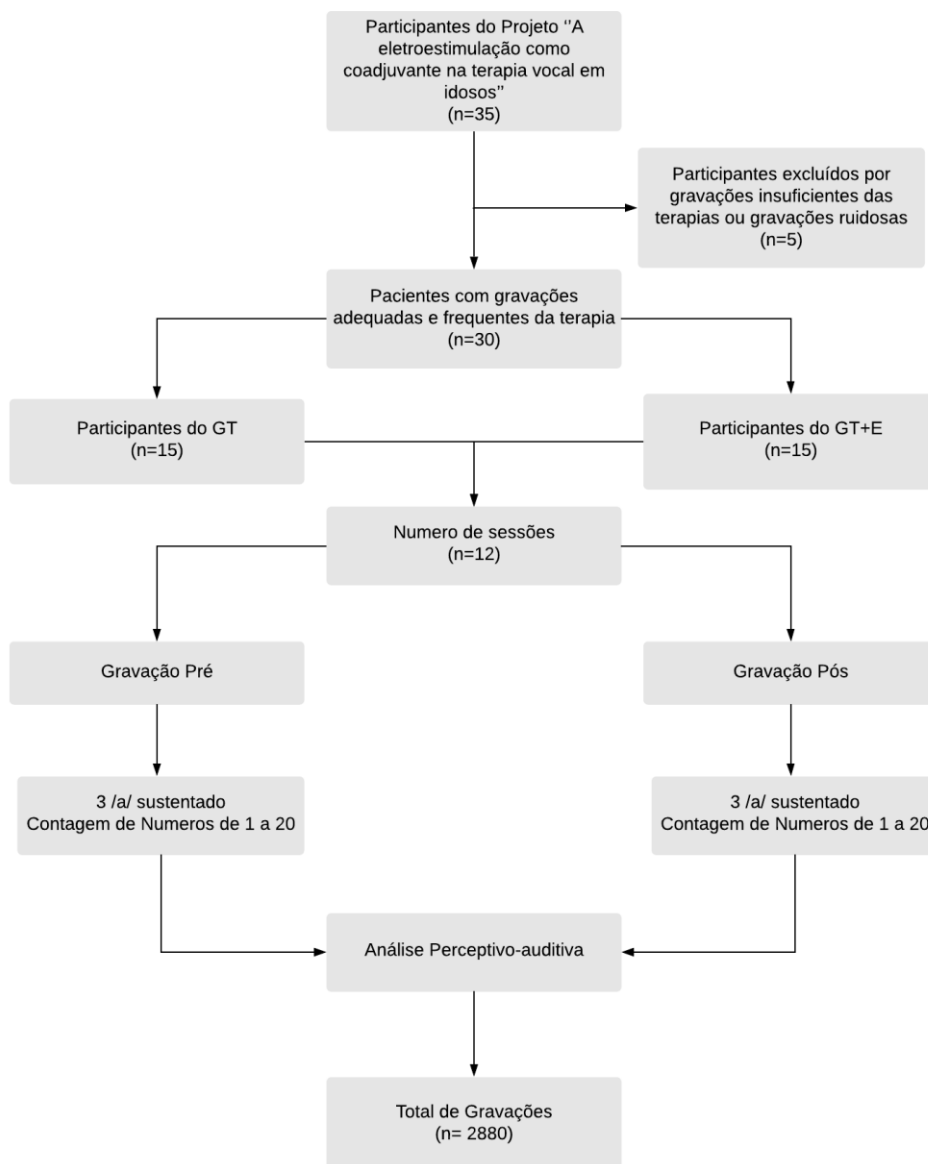 Participantes do Projeto ‘‘A
eletroestimulação como
coadjuvante na terapia vocal em
idosos’’
(n=35)
Participantes excluídos por
gravações insuficientes das
terapias ou gravações ruidosas
(n=5)
Pacientes com gravações
adequadas e frequentes da terapia
(n=30)
Participantes do GT
(n=15)
Participantes do GT+E
(n=15)
Numero de sessões
(n=12)
Gravação Pré
Gravação Pós
3 /a/ sustentado
Contagem de Numeros de 1 a 20
3 /a/ sustentado
Contagem de Numeros de 1 a 20
Análise Perceptivo-auditiva
Total de Gravações
(n= 2880)